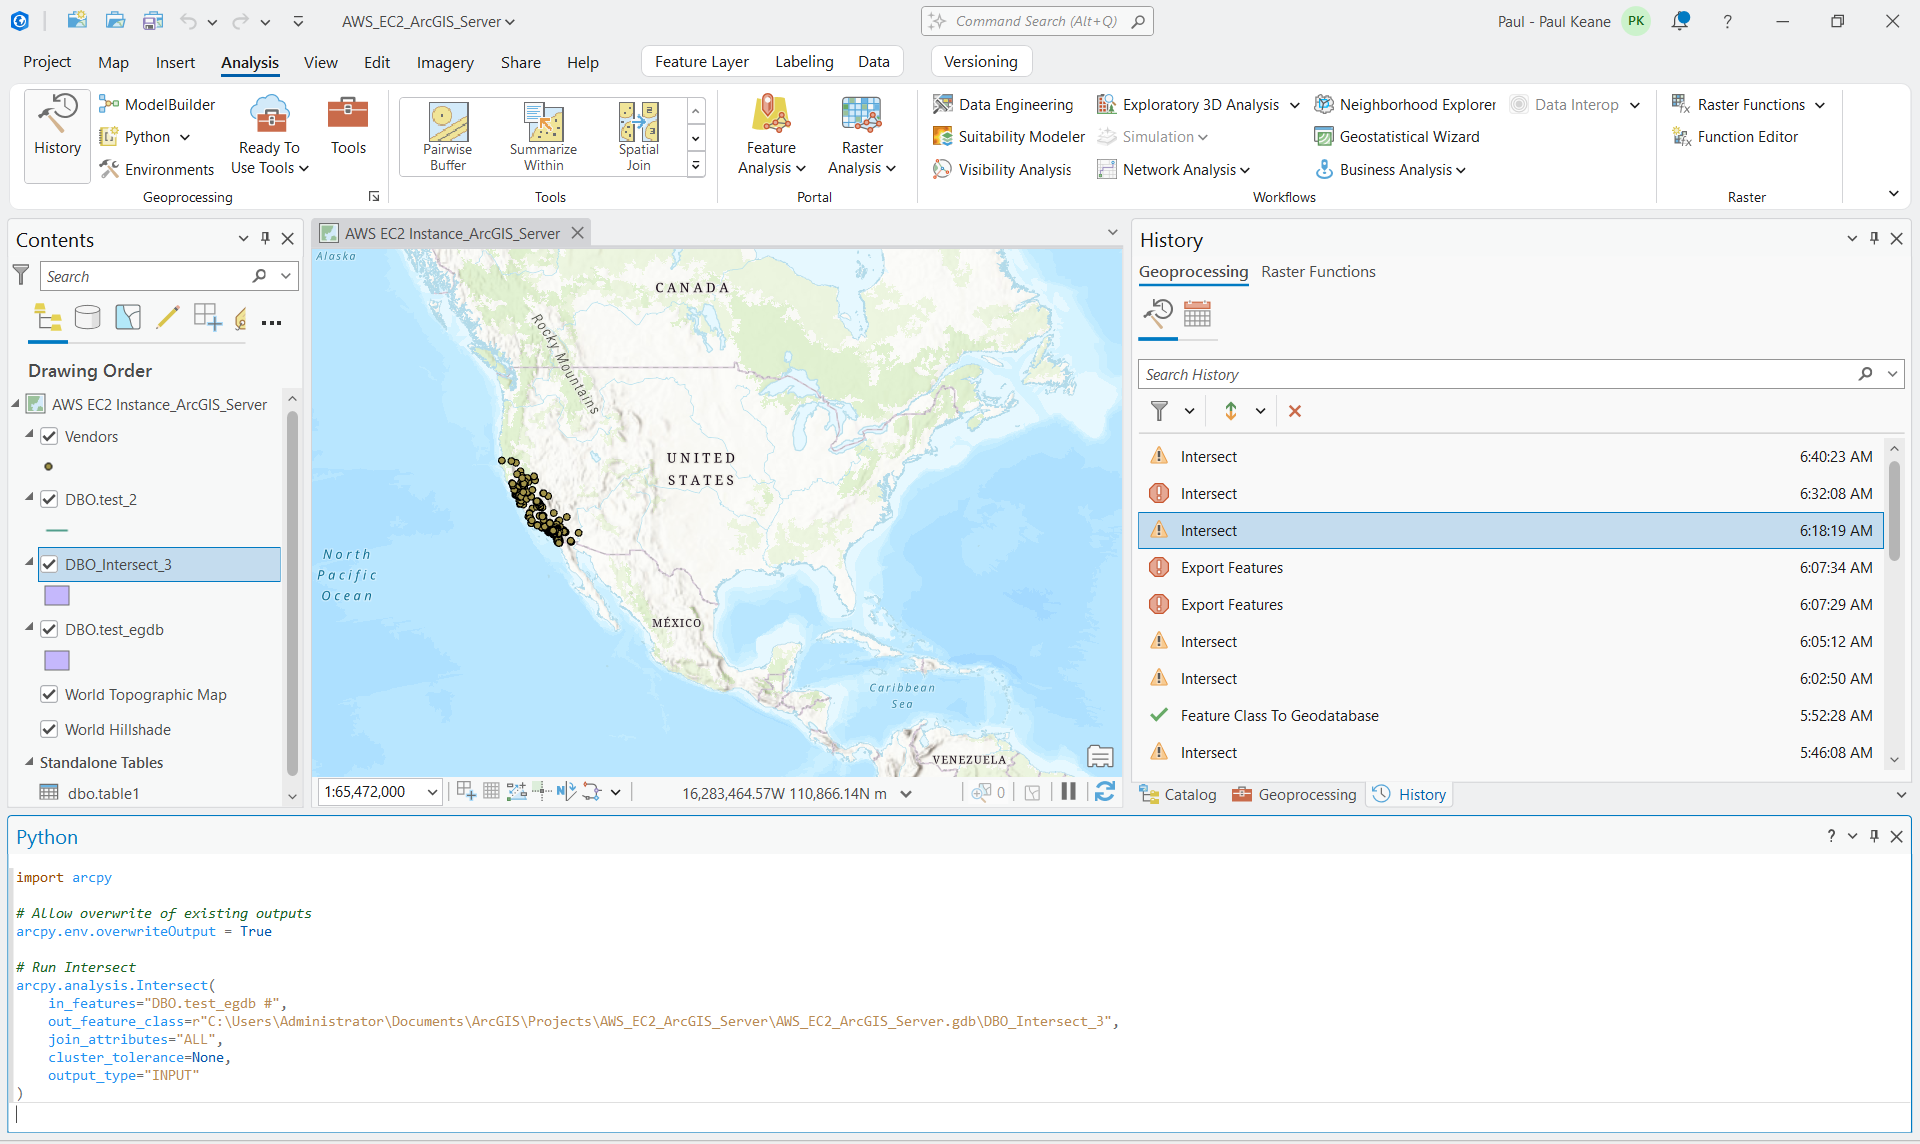 AWS_EC2_ArcGIS_Server
Command Search (Alt+Q)
Paul - Paul Keane
PK
?
Project
Map
Insert
Analysis
View
Edit
Imagery
Share
Help
Feature Layer
Labeling
Data
Versioning
History
ModelBuilder
Python
Environments
Ready To
Use Tools
Tools
Geoprocessing
Pairwise
Buffer
Summarize
Within
Spatial
Join
Tools
Feature
Analysis
Raster
Analysis
Portal
Data Engineering
Suitability Modeler
Visibility Analysis
Exploratory 3D Analysis
Simulation
Network Analysis
Neighborhood Explorer
Geostatistical Wizard
Business Analysis
Data Interop
Workflows
Raster Functions
Function Editor
Raster
Contents
Search
Drawing Order
AWS EC2 Instance_ArcGIS_Server
Vendors
DBO.test_2
DBO_Intersect_3
DBO.test_egdb
World Topographic Map
World Hillshade
Standalone Tables
dbo.table1
AWS EC2 Instance_ArcGIS_Server
Alaska
CANADA
Rocky Mountains
UNITED
STATES
North
Pacific
Ocean
MÉXICO
Caribbean
Sea
VENEZUELA
1:65,472,000
16,283,464.57W 110,866.14N m
0
History
Geoprocessing
Raster Functions
Search History
Intersect 6:40:23 AM
Intersect 6:32:08 AM
Intersect 6:18:19 AM
Export Features 6:07:34 AM
Export Features 6:07:29 AM
Intersect 6:05:12 AM
Intersect 6:02:50 AM
Feature Class To Geodatabase 5:52:28 AM
Intersect 5:46:08 AM
Catalog
Geoprocessing
History
Python
?
import arcpy
# Allow overwrite of existing outputs
arcpy.env.overwriteOutput = True
# Run Intersect
arcpy.analysis.Intersect(
in_features="DBO.test_egdb #",
out_feature_class=r"C:\Users\Administrator\Documents\ArcGIS\Projects\AWS_EC2_ArcGIS_Server\AWS_EC2_ArcGIS_Server.gdb\DBO_Intersect_3",
join_attributes="ALL",
cluster_tolerance=None,
output_type="INPUT"
)